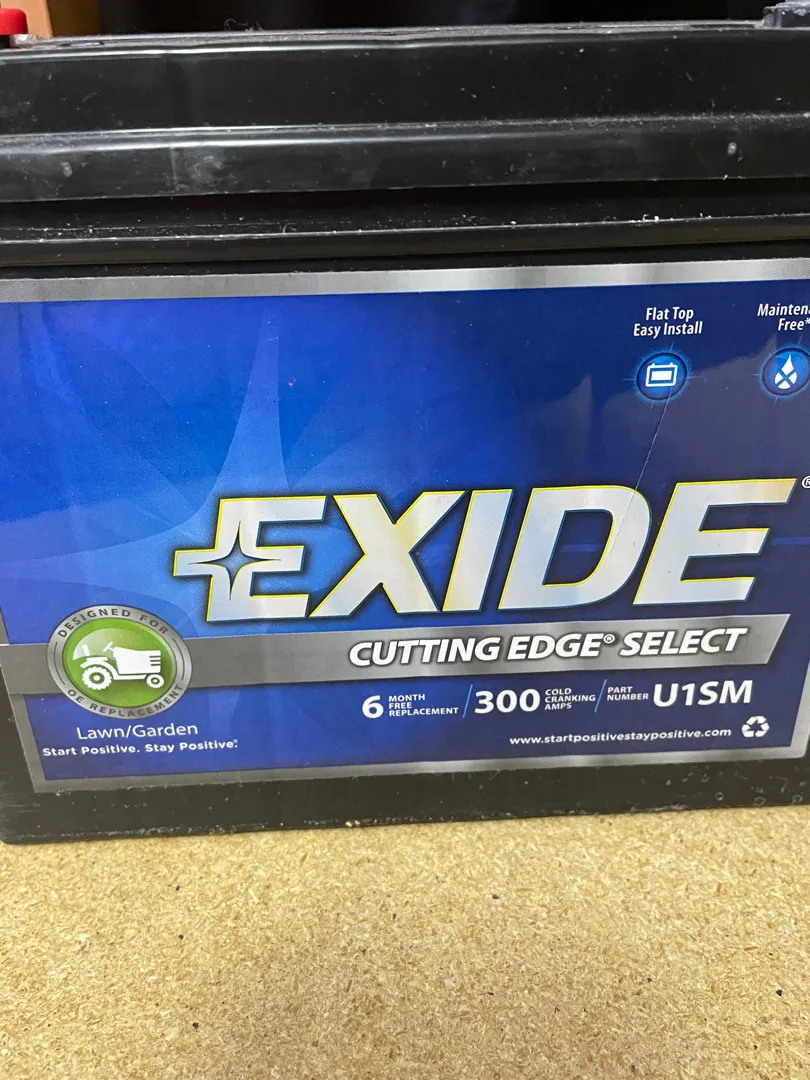 Flat Top
Easy Install
Maintena
Free*
EXIDE®
CUTTING EDGE® SELECT
DESIGNED FOR
OE REPLACEMENT
6 MONTH FREE REPLACEMENT / 300 COLD CRANKING AMPS / PART NUMBER U1SM
Lawn/Garden
Start Positive. Stay Positive.
www.startpositivestaypositive.com